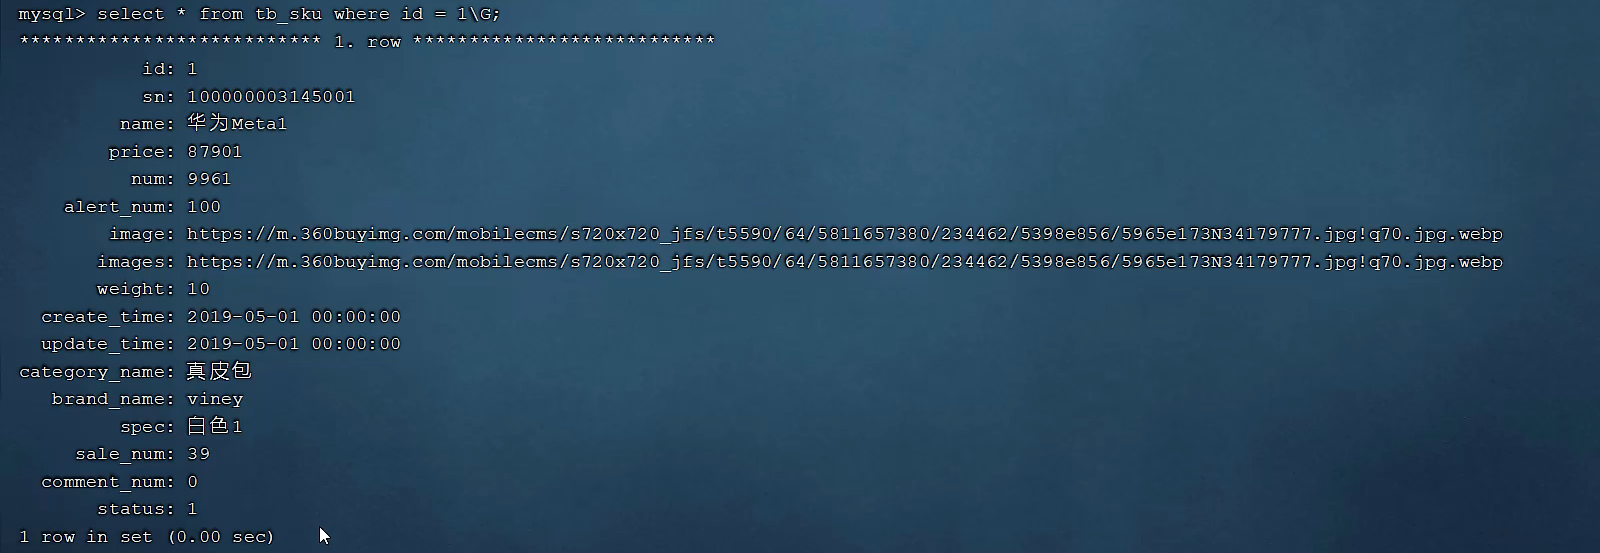 mysql> select * from tb_sku where id = 1\G;
*************************** 1. row ***************************
id: 1
sn: 100000003145001
name: 华为Meta1
price: 87901
num: 9961
alert_num: 100
image: https://m.360buyimg.com/mobilecms/s720x720_jfs/t5590/64/5811657380/234462/5398e856/5965e173N34179777.jpg!q70.jpg.webp
images: https://m.360buyimg.com/mobilecms/s720x720_jfs/t5590/64/5811657380/234462/5398e856/5965e173N34179777.jpg!q70.jpg.webp
weight: 10
create_time: 2019-05-01 00:00:00
update_time: 2019-05-01 00:00:00
category_name: 真皮包
brand_name: viney
spec: 白色1
sale_num: 39
comment_num: 0
status: 1
1 row in set (0.00 sec)